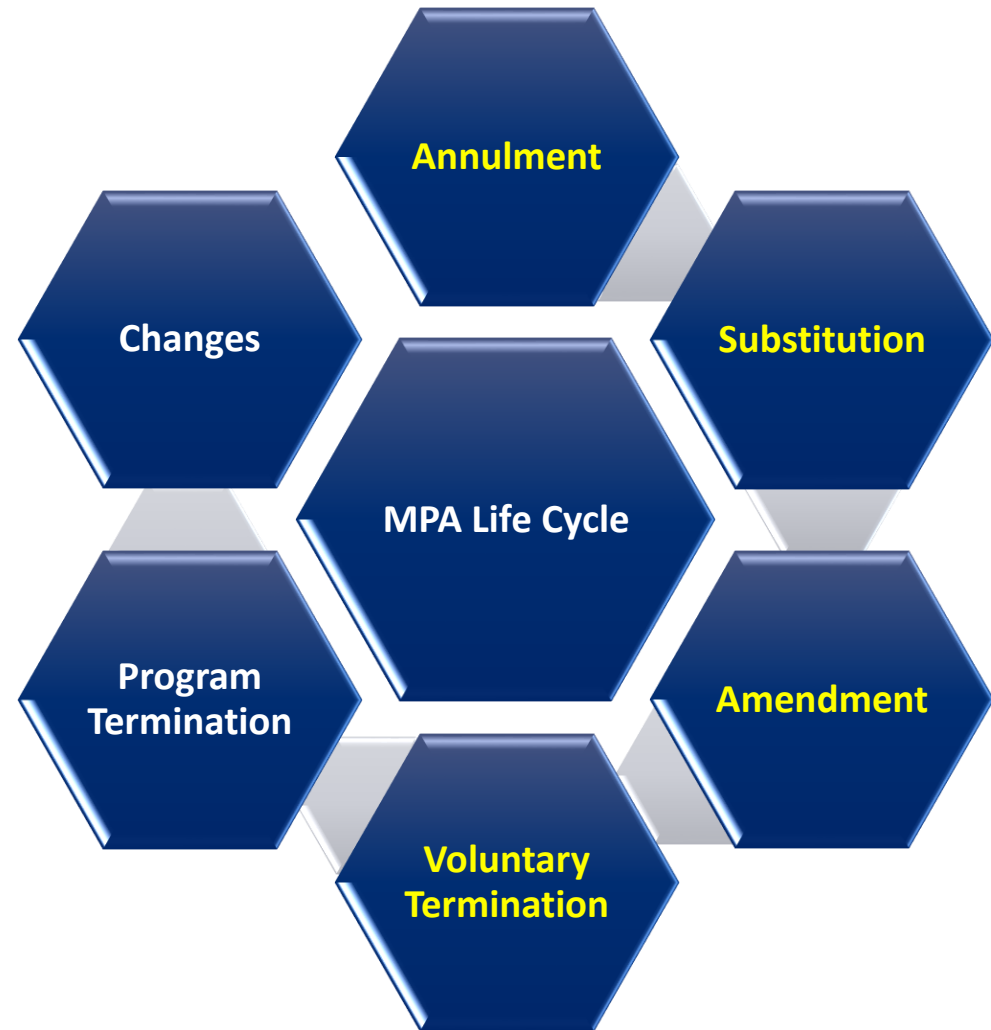 Annulment
Changes
Substitution
MPA Life Cycle
Program
Termination
Amendment
Voluntary
Termination